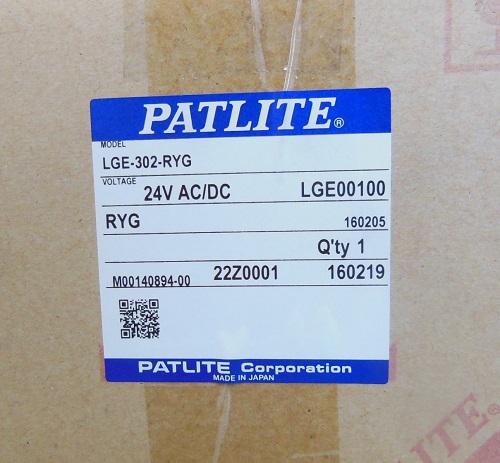 PATLITE®
MODEL
LGE-302-RYG
VOLTAGE 24V AC/DC LGE00100
RYG 160205
Q'ty 1
M00140894-00 22Z0001 160219
PATLITE Corporation
MADE IN JAPAN
LITE®